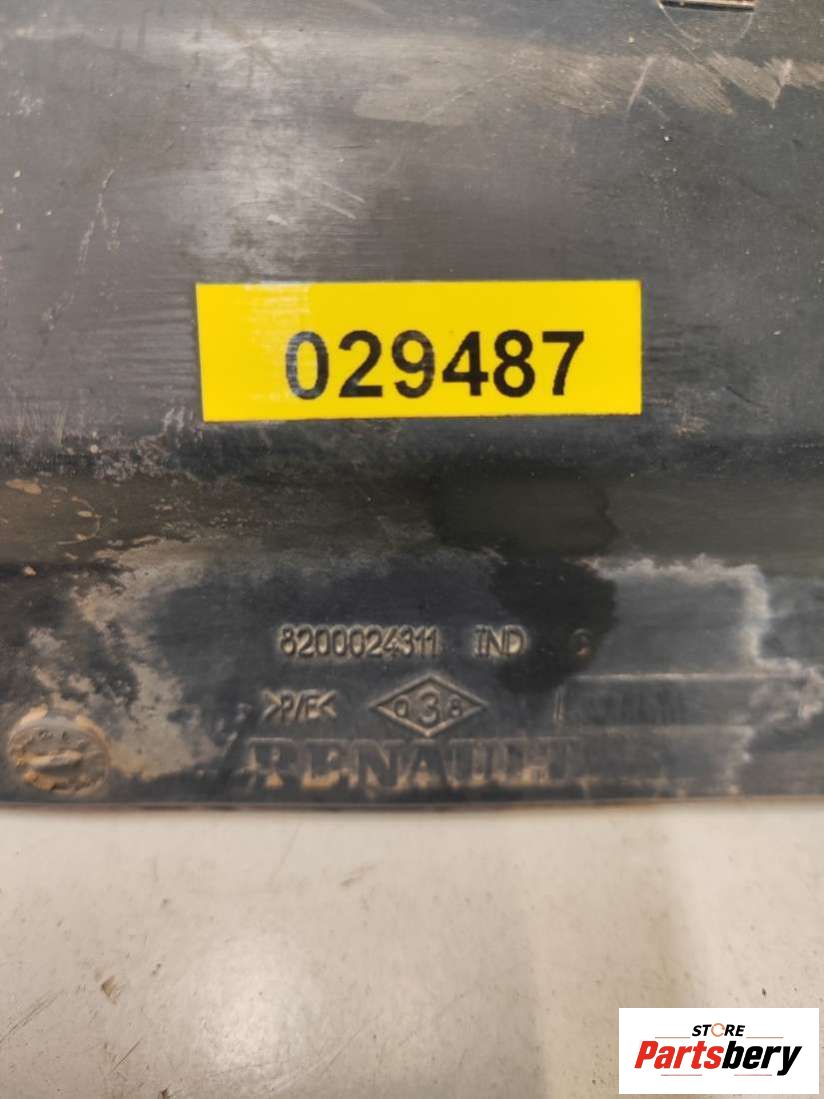 029487
8200024311 IND
>P/E<
038
RENAULT
STORE
Partsbery